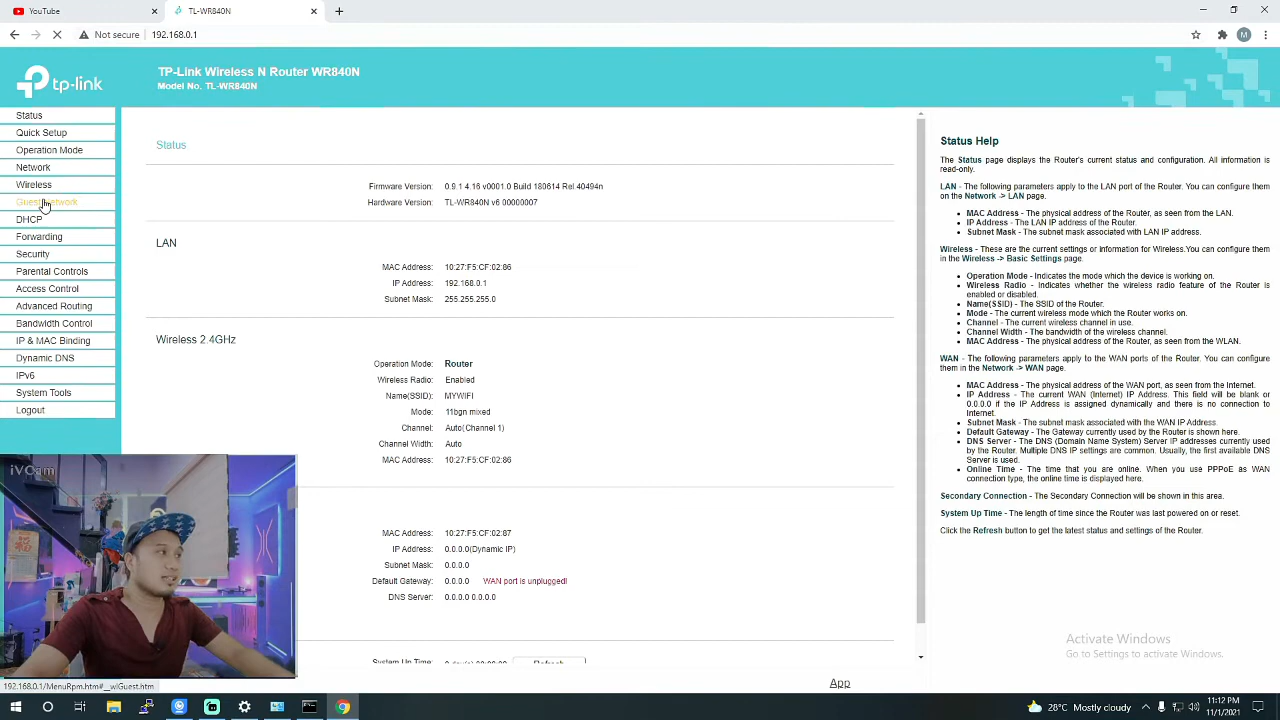 YouTube
TL-WR840N
Not secure
192.168.0.1
M
tp-link
TP-Link Wireless N Router WR840N
Model No. TL-WR840N
Status
Quick Setup
Operation Mode
Network
Wireless
Guest Network
DHCP
Forwarding
Security
Parental Controls
Access Control
Advanced Routing
Bandwidth Control
IP & MAC Binding
Dynamic DNS
IPv6
System Tools
Logout
Status
Firmware Version: 0.9.1 4.16 v0001.0 Build 180614 Rel.40494n
Hardware Version: TL-WR840N v6 00000007
LAN
MAC Address: 10:27:F5:CF:02:86
IP Address: 192.168.0.1
Subnet Mask: 255.255.255.0
Wireless 2.4GHz
Operation Mode: Router
Wireless Radio: Enabled
Name(SSID): MYWIFI
Mode: 11bgn mixed
Channel: Auto(Channel 1)
Channel Width: Auto
MAC Address: 10:27:F5:CF:02:86
MAC Address: 10:27:F5:CF:02:87
IP Address: 0.0.0.0(Dynamic IP)
Subnet Mask: 0.0.0.0
Default Gateway: 0.0.0.0 WAN port is unplugged!
DNS Server: 0.0.0.0 0.0.0.0
System Up Time: 0 day(s) 00:00:00 Refresh
Status Help
The Status page displays the Router's current status and configuration. All information is
read-only.
LAN - The following parameters apply to the LAN port of the Router. You can configure them
on the Network -> LAN page.
• MAC Address - The physical address of the Router, as seen from the LAN.
• IP Address - The LAN IP address of the Router.
• Subnet Mask - The subnet mask associated with LAN IP address.
Wireless - These are the current settings or information for Wireless.You can configure them
in the Wireless -> Basic Settings page.
• Operation Mode - Indicates the mode which the device is working on.
• Wireless Radio - Indicates whether the wireless radio feature of the Router is
enabled or disabled.
• Name(SSID) - The SSID of the Router.
• Mode - The current wireless mode which the Router works on.
• Channel - The current wireless channel in use.
• Channel Width - The bandwidth of the wireless channel.
• MAC Address - The physical address of the Router, as seen from the WLAN.
WAN - The following parameters apply to the WAN ports of the Router. You can configure
them in the Network -> WAN page.
• MAC Address - The physical address of the WAN port, as seen from the Internet.
• IP Address - The current WAN (Internet) IP Address. This field will be blank or
0.0.0.0 if the IP Address is assigned dynamically and there is no connection to
Internet.
• Subnet Mask - The subnet mask associated with the WAN IP Address.
• Default Gateway - The Gateway currently used by the Router is shown here.
• DNS Server - The DNS (Domain Name System) Server IP addresses currently used
by the Router. Multiple DNS IP settings are common. Usually, the first available DNS
Server is used.
• Online Time - The time that you are online. When you use PPPoE as WAN
connection type, the online time is displayed here.
Secondary Connection - The Secondary Connection will be shown in this area.
System Up Time - The length of time since the Router was last powered on or reset.
Click the Refresh button to get the latest status and settings of the Router.
iVCam
Activate Windows
Go to Settings to activate Windows.
App
192.168.0.1/MenuRpm.htm#__wlGuest.htm
28°C Mostly cloudy
11:12 PM
11/1/2021